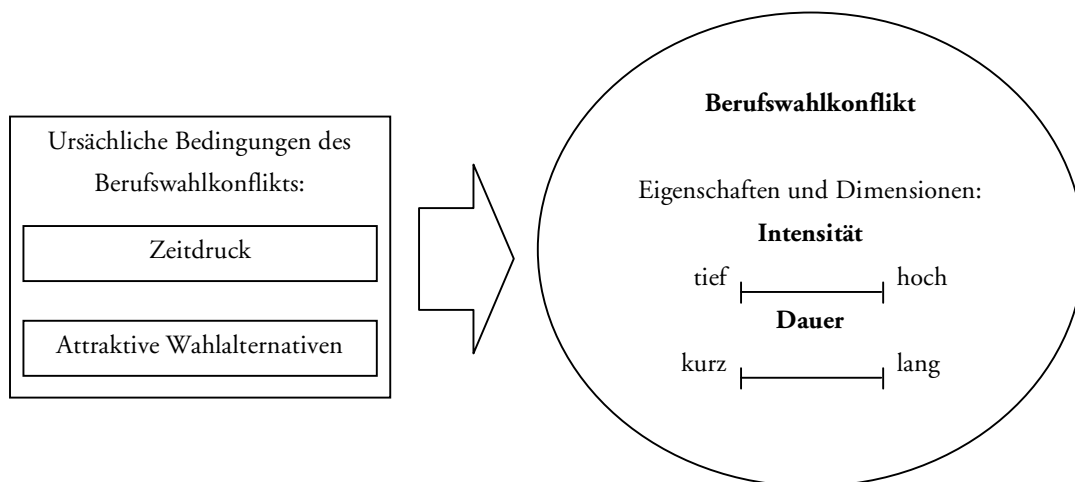 Ursächliche Bedingungen des
Berufswahlkonflikts:
Zeitdruck
Attraktive Wahlalternativen
Berufswahlkonflikt
Eigenschaften und Dimensionen:
Intensität
tief hoch
Dauer
kurz lang